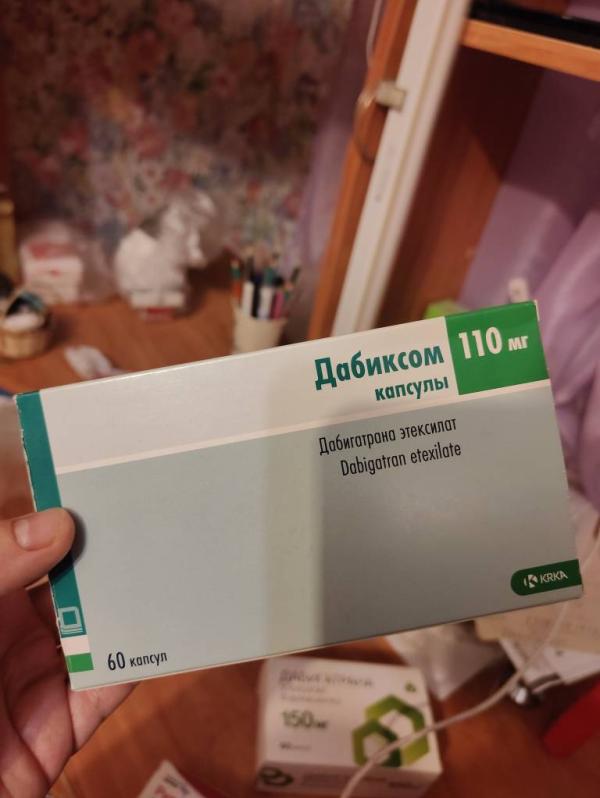 Дабиксом
110 мг
капсулы
Дабигатрана этексилат
Dabigatran etexilate
KRKA
60 капсул
150 мг